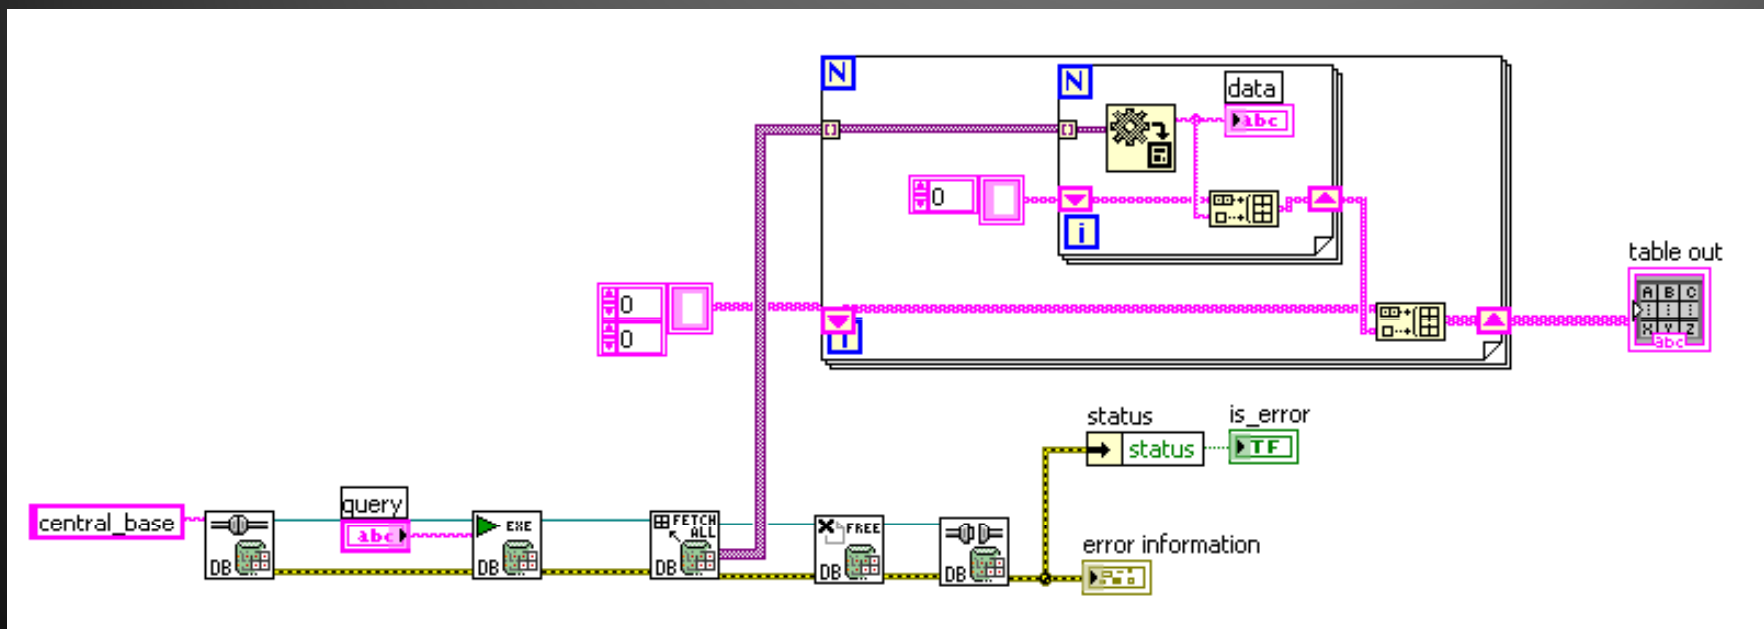 N
N
data
abc
0
i
table out
0
A B C
0
X Y Z
i
abc
status
is_error
status
TF
query
central_base
EXE
FETCH
ALL
FREE
abc
DB
DB
DB
DB
DB
error information